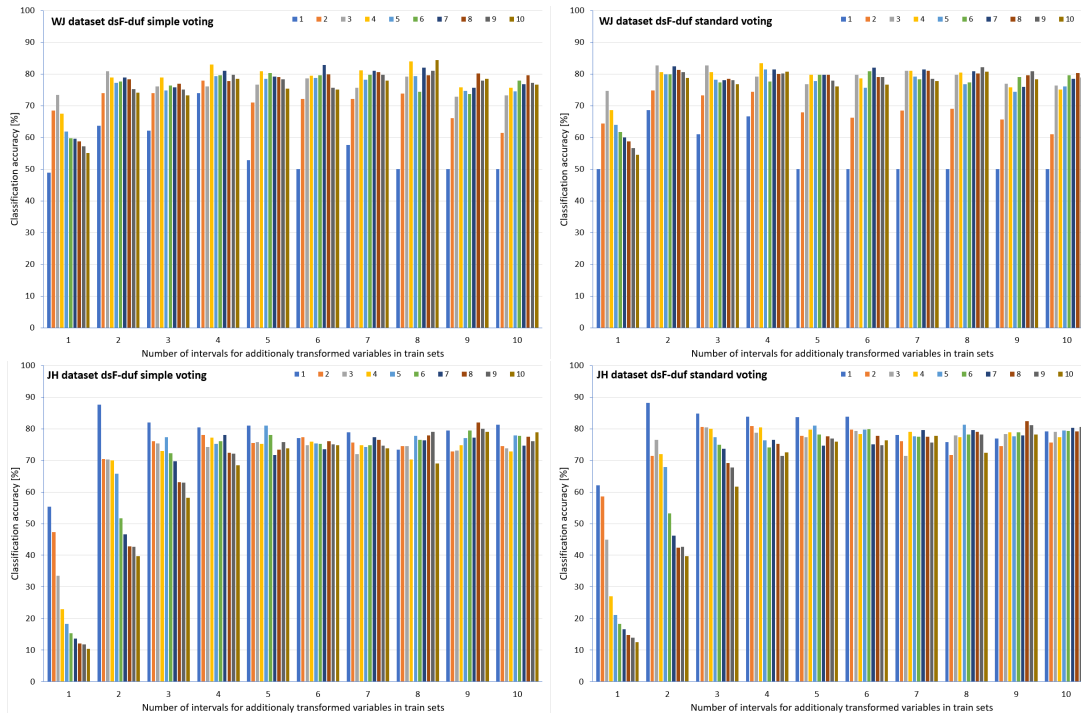 WJ dataset dsF-duf simple voting
1 2 3 4 5 6 7 8 9 10
Classification accuracy [%]
100
90
80
70
60
50
40
30
20
10
0
1 2 3 4 5 6 7 8 9 10
Number of intervals for additionaly transformed variables in train sets
WJ dataset dsF-duf standard voting
1 2 3 4 5 6 7 8 9 10
Classification accuracy [%]
100
90
80
70
60
50
40
30
20
10
0
1 2 3 4 5 6 7 8 9 10
Number of intervals for additionaly transformed variables in train sets
JH dataset dsF-duf simple voting
1 2 3 4 5 6 7 8 9 10
Classification accuracy [%]
100
90
80
70
60
50
40
30
20
10
0
1 2 3 4 5 6 7 8 9 10
Number of intervals for additionaly transformed variables in train sets
JH dataset dsF-duf standard voting
1 2 3 4 5 6 7 8 9 10
Classification accuracy [%]
100
90
80
70
60
50
40
30
20
10
0
1 2 3 4 5 6 7 8 9 10
Number of intervals for additionaly transformed variables in train sets